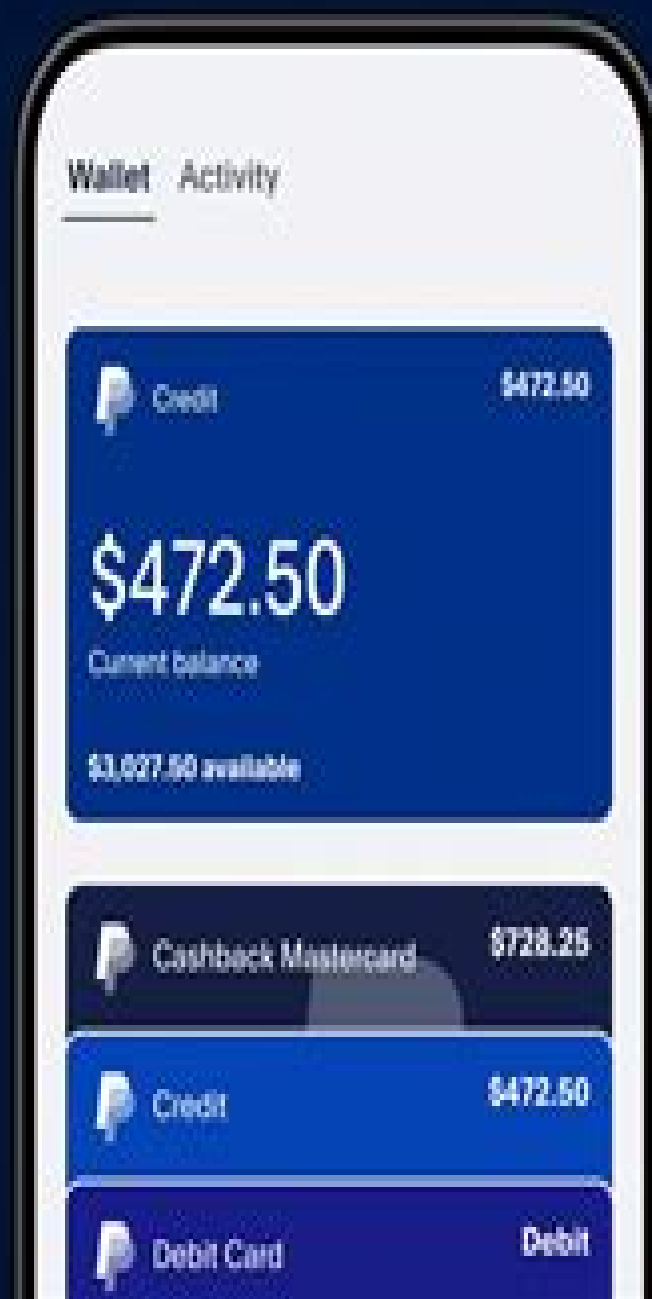 Wallet Activity
Credit $472.50
$472.50
Current balance
$3,027.50 available
Cashback Mastercard $728.25
Credit $472.50
Debit Card Debit